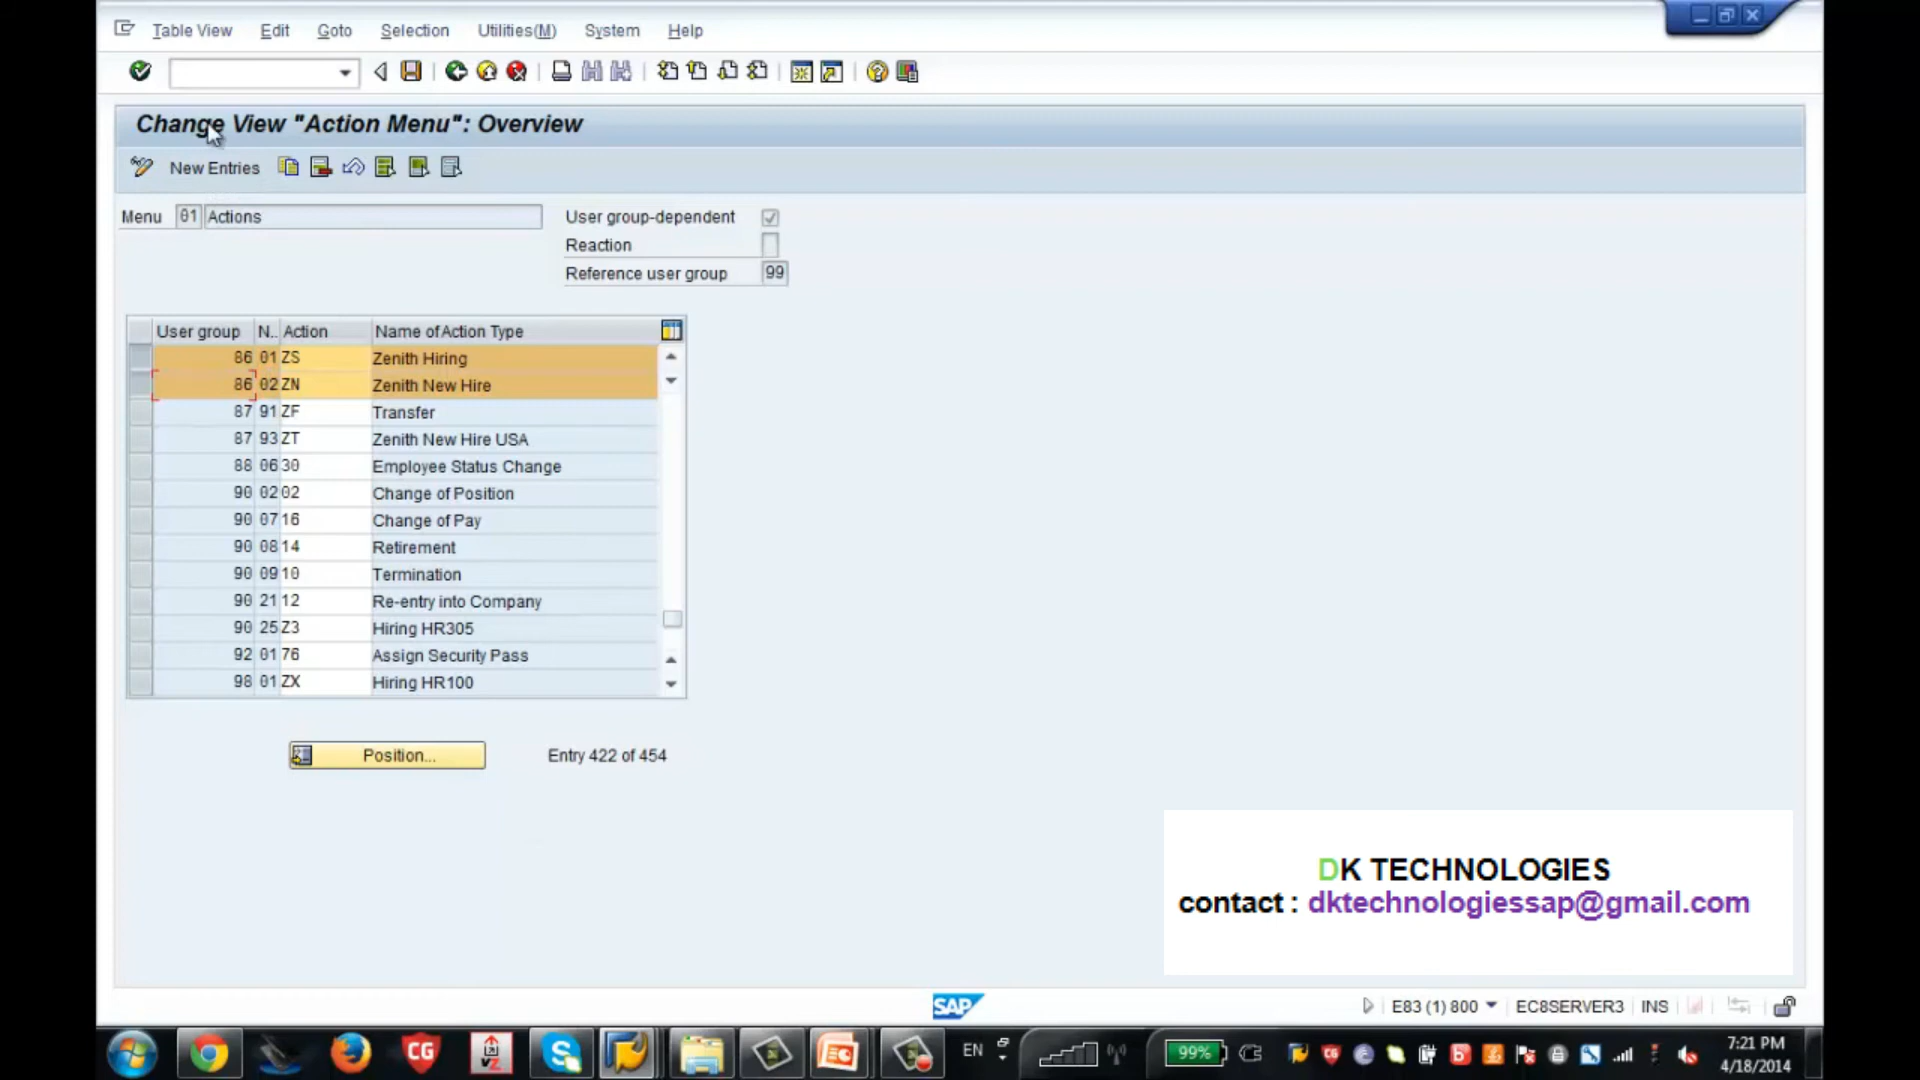 Table View Edit Goto Selection Utilities(M) System Help
Change View "Action Menu": Overview
New Entries
Menu 01 Actions User group-dependent
Reaction
Reference user group 99
User group N.. Action Name of Action Type
86 01 ZS Zenith Hiring
86 02 ZN Zenith New Hire
87 91 ZF Transfer
87 93 ZT Zenith New Hire USA
88 06 30 Employee Status Change
90 02 02 Change of Position
90 07 16 Change of Pay
90 08 14 Retirement
90 09 10 Termination
90 21 12 Re-entry into Company
90 25 Z3 Hiring HR305
92 01 76 Assign Security Pass
98 01 ZX Hiring HR100
Position... Entry 422 of 454
DK TECHNOLOGIES
contact : dktechnologiessap@gmail.com
SAP E83 (1) 800 EC8SERVER3 INS
CG EN 99% 7:21 PM
4/18/2014